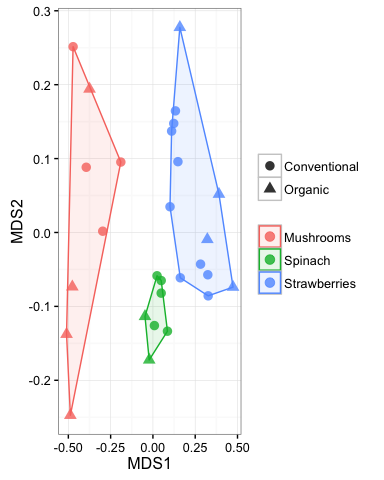 0.3
0.2
0.1
0.0
-0.1
-0.2
MDS2
-0.50 -0.25 0.00 0.25 0.50
MDS1
Conventional
Organic
Mushrooms
Spinach
Strawberries